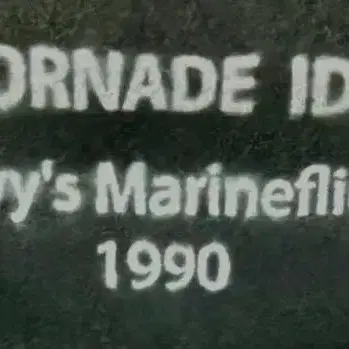 ORNADE ID
y's Marinefli
1990